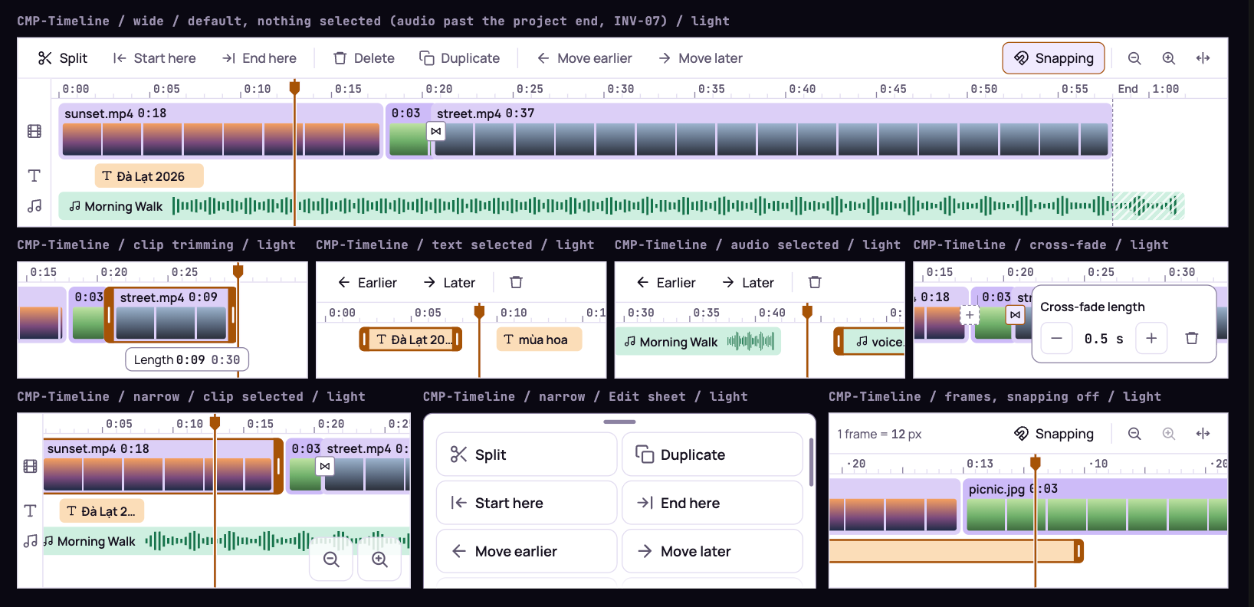 CMP-Timeline / wide / default, nothing selected (audio past the project end, INV-07) / light
Split Start here End here Delete Duplicate Move earlier Move later Snapping
0:00 0:05 0:10 0:15 0:20 0:25 0:30 0:35 0:40 0:45 0:50 0:55 End 1:00
sunset.mp4 0:18 0:03 street.mp4 0:37
Đà Lạt 2026
Morning Walk
CMP-Timeline / clip trimming / light
0:15 0:20 0:25
0:03 street.mp4 0:09
Length 0:09 0:30
CMP-Timeline / text selected / light
Earlier Later
0:00 0:10
Đà Lạt 20… mùa hoa
CMP-Timeline / audio selected / light
Earlier Later
0:30 0:35 0:40
Morning Walk voice.
CMP-Timeline / cross-fade / light
0:15 0:20 0:25 0:30
0:18 0:03
Cross-fade length
0.5 s
CMP-Timeline / narrow / clip selected / light
0:05 0:10 0:15 0:20
sunset.mp4 0:18 0:03 street.mp4
Đà Lạt 2…
Morning Walk
CMP-Timeline / narrow / Edit sheet / light
Split Duplicate
Start here End here
Move earlier Move later
CMP-Timeline / frames, snapping off / light
1 frame = 12 px Snapping
·20 0:13 ·10 ·20
picnic.jpg 0:03